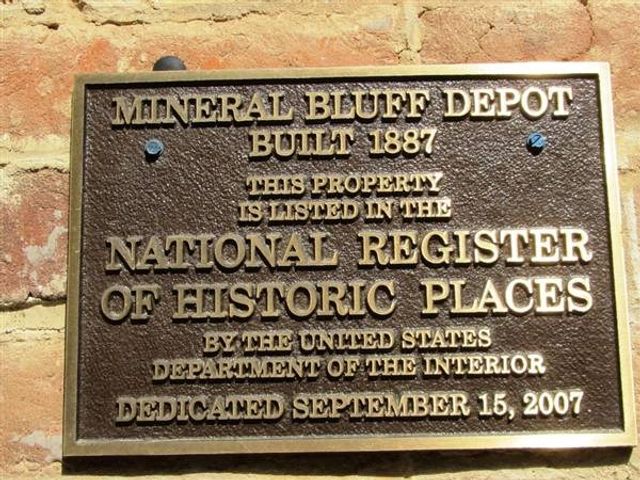 MINERAL BLUFF DEPOT
BUILT 1887
THIS PROPERTY
IS LISTED IN THE
NATIONAL REGISTER
OF HISTORIC PLACES
BY THE UNITED STATES
DEPARTMENT OF THE INTERIOR
DEDICATED SEPTEMBER 15, 2007